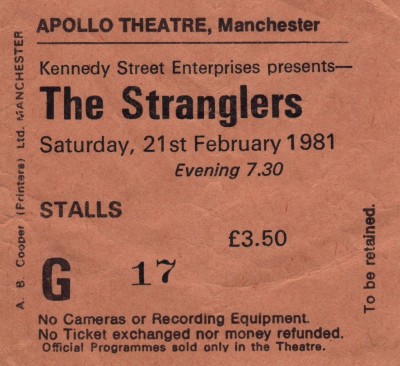 APOLLO THEATRE, Manchester
Kennedy Street Enterprises presents—
The Stranglers
Saturday, 21st February 1981
Evening 7.30
STALLS
£3.50
G 17
No Cameras or Recording Equipment.
No Ticket exchanged nor money refunded.
Official Programmes sold only in the Theatre.
A. B. Cooper (Printers) Ltd. MANCHESTER
To be retained.